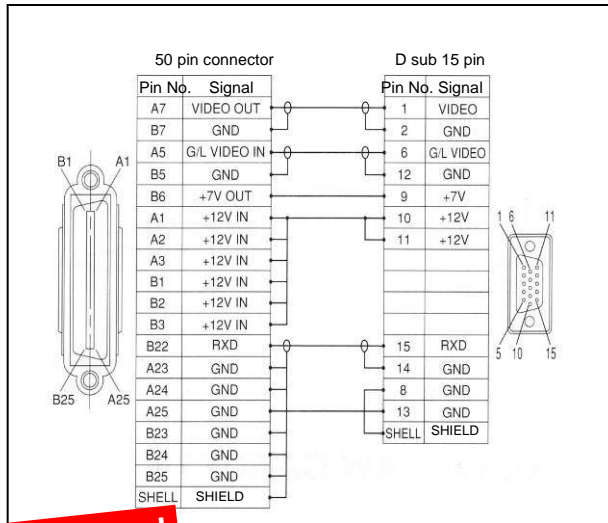 50 pin connector D sub 15 pin
Pin No. Signal Pin No. Signal
A7 VIDEO OUT 1 VIDEO
B7 GND 2 GND
A5 G/L VIDEO IN 6 G/L VIDEO
B5 GND 12 GND
B6 +7V OUT 9 +7V
A1 +12V IN 10 +12V
A2 +12V IN 11 +12V
A3 +12V IN
B1 +12V IN
B2 +12V IN
B3 +12V IN
B22 RXD 15 RXD
A23 GND 14 GND
A24 GND 8 GND
A25 GND 13 GND
B23 GND SHELL SHIELD
B24 GND
B25 GND
SHELL SHIELD
B1 A1
B25 A25
1 6 11
5 10 15